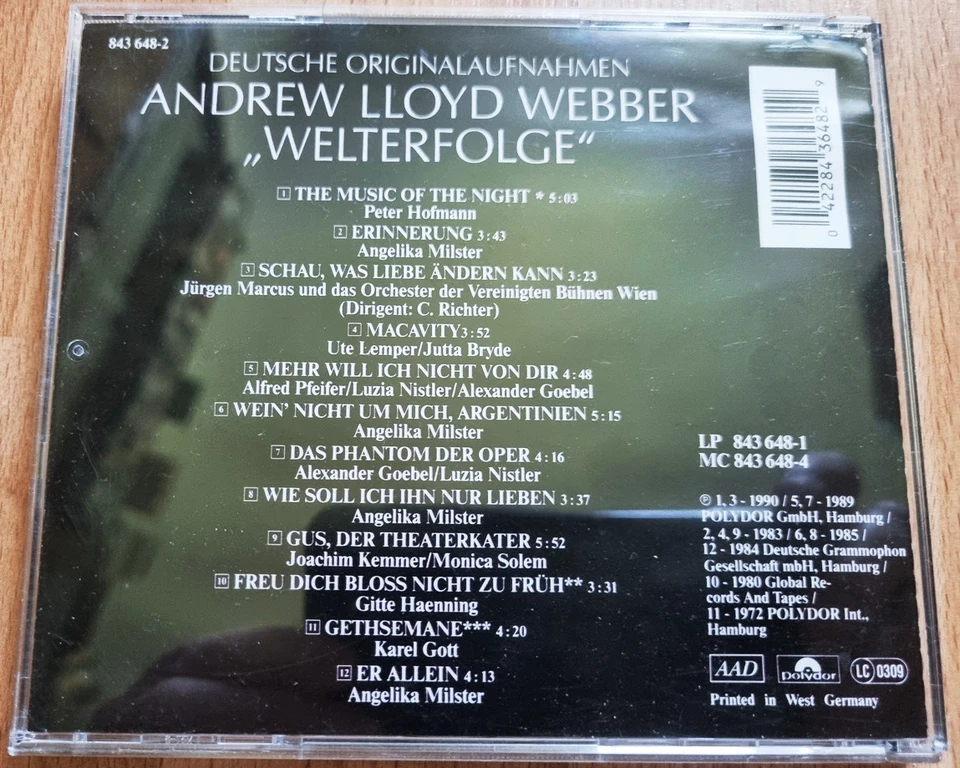 843 648-2
DEUTSCHE ORIGINALAUFNAHMEN
ANDREW LLOYD WEBBER
„WELTERFOLGE“
1 THE MUSIC OF THE NIGHT * 5:03
Peter Hofmann
2 ERINNERUNG 3:43
Angelika Milster
3 SCHAU, WAS LIEBE ÄNDERN KANN 3:23
Jürgen Marcus und das Orchester der Vereinigten Bühnen Wien
(Dirigent: C. Richter)
4 MACAVITY 3:52
Ute Lemper/Jutta Bryde
5 MEHR WILL ICH NICHT VON DIR 4:48
Alfred Pfeifer/Luzia Nistler/Alexander Goebel
6 WEIN’ NICHT UM MICH, ARGENTINIEN 5:15
Angelika Milster
7 DAS PHANTOM DER OPER 4:16
Alexander Goebel/Luzia Nistler
8 WIE SOLL ICH IHN NUR LIEBEN 3:37
Angelika Milster
9 GUS, DER THEATERKATER 5:52
Joachim Kemmer/Monica Solem
10 FREU DICH BLOSS NICHT ZU FRÜH** 3:31
Gitte Haenning
11 GETHSEMANE*** 4:20
Karel Gott
12 ER ALLEIN 4:13
Angelika Milster
0 42284 36482 9
LP 843 648-1
MC 843 648-4
℗ 1, 3 - 1990 / 5, 7 - 1989
POLYDOR GmbH, Hamburg /
2, 4, 9 - 1983 / 6, 8 - 1985 /
12 - 1984 Deutsche Grammophon
Gesellschaft mbH, Hamburg /
10 - 1980 Global Re-
cords And Tapes /
11 - 1972 POLYDOR Int.,
Hamburg
AAD
polydor
LC 0309
Printed in West Germany